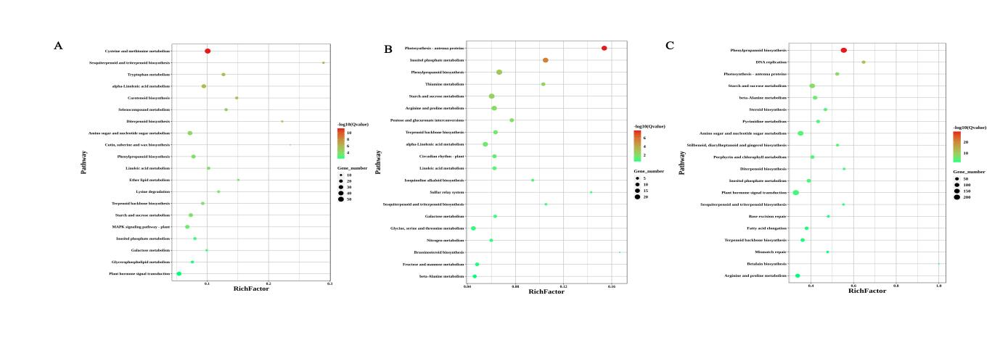 A
Cysteine and methionine metabolism
Sesquiterpenoid and triterpenoid biosynthesis
Tryptophan metabolism
alpha-Linolenic acid metabolism
Carotenoid biosynthesis
Selenocompound metabolism
Diterpenoid biosynthesis
Amino sugar and nucleotide sugar metabolism
Cutin, suberine and wax biosynthesis
Phenylpropanoid biosynthesis
Linoleic acid metabolism
Ether lipid metabolism
Lysine degradation
Terpenoid backbone biosynthesis
Starch and sucrose metabolism
MAPK signaling pathway - plant
Inositol phosphate metabolism
Galactose metabolism
Glycerophospholipid metabolism
Plant hormone signal transduction
Pathway
0.1 0.2 0.3
RichFactor
-log10(Qvalue)
10
8
6
4
Gene_number
10
20
30
40
50
B
Photosynthesis - antenna proteins
Inositol phosphate metabolism
Phenylpropanoid biosynthesis
Thiamine metabolism
Starch and sucrose metabolism
Arginine and proline metabolism
Pentose and glucuronate interconversions
Terpenoid backbone biosynthesis
alpha-Linolenic acid metabolism
Circadian rhythm - plant
Linoleic acid metabolism
Isoquinoline alkaloid biosynthesis
Sulfur relay system
Sesquiterpenoid and triterpenoid biosynthesis
Galactose metabolism
Glycine, serine and threonine metabolism
Nitrogen metabolism
Brassinosteroid biosynthesis
Fructose and mannose metabolism
beta-Alanine metabolism
Pathway
0.04 0.08 0.12 0.16
RichFactor
-log10(Qvalue)
6
4
2
Gene_number
5
10
15
20
C
Phenylpropanoid biosynthesis
DNA replication
Photosynthesis - antenna proteins
Starch and sucrose metabolism
beta-Alanine metabolism
Steroid biosynthesis
Pyrimidine metabolism
Amino sugar and nucleotide sugar metabolism
Stilbenoid, diarylheptanoid and gingerol biosynthesis
Porphyrin and chlorophyll metabolism
Diterpenoid biosynthesis
Inositol phosphate metabolism
Plant hormone signal transduction
Sesquiterpenoid and triterpenoid biosynthesis
Base excision repair
Fatty acid elongation
Terpenoid backbone biosynthesis
Mismatch repair
Betalain biosynthesis
Arginine and proline metabolism
Pathway
0.4 0.6 0.8 1.0
RichFactor
-log10(Qvalue)
20
10
Gene_number
50
100
150
200